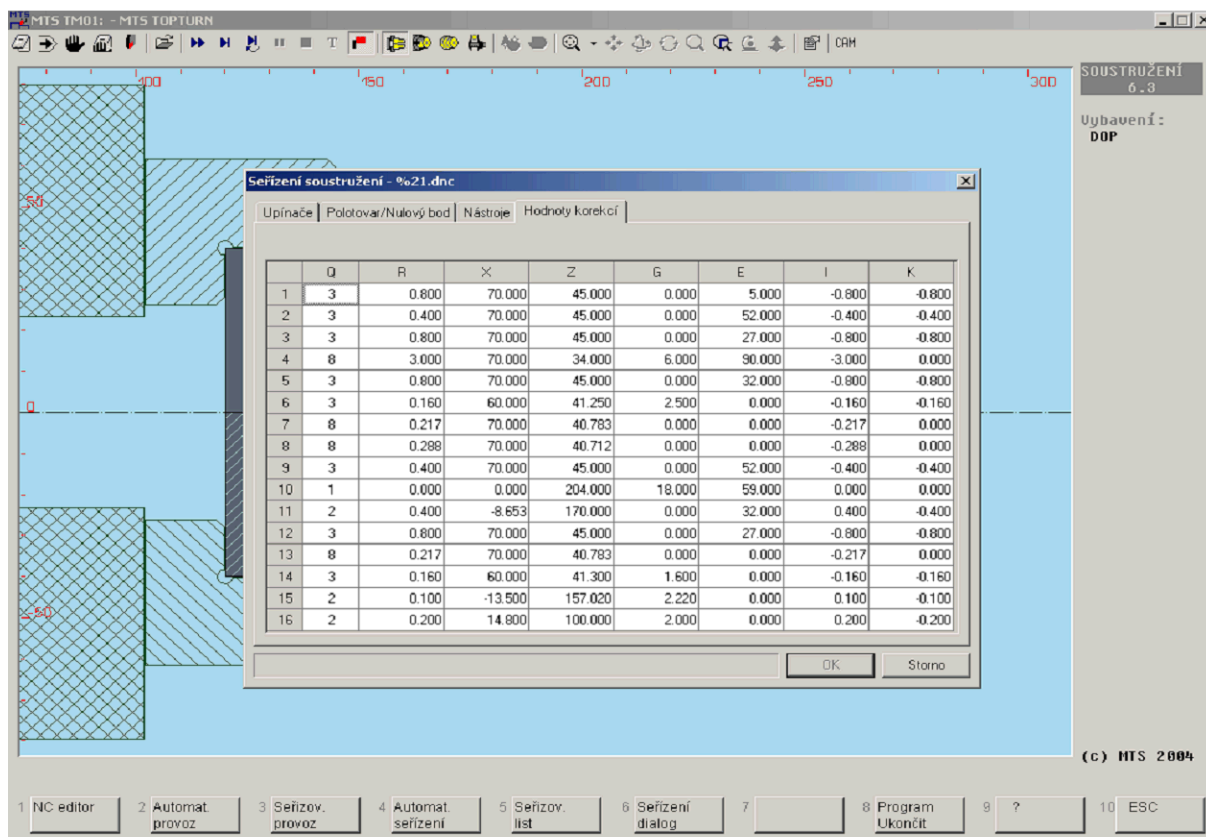 MTS TM01: - MTS TOPTURN
T CAM
100 150 200 250 300
SOUSTRUŽENÍ
6.3
Vybavení:
DOP
50
0
-50
Seřízení soustružení - %21.dnc
Upínače Polotovar/Nulový bod Nástroje Hodnoty korekcí
Q R X Z G E I K
1 3 0.800 70.000 45.000 0.000 5.000 -0.800 -0.800
2 3 0.400 70.000 45.000 0.000 52.000 -0.400 -0.400
3 3 0.800 70.000 45.000 0.000 27.000 -0.800 -0.800
4 8 3.000 70.000 34.000 6.000 90.000 -3.000 0.000
5 3 0.800 70.000 45.000 0.000 32.000 -0.800 -0.800
6 3 0.160 60.000 41.250 2.500 0.000 -0.160 -0.160
7 8 0.217 70.000 40.783 0.000 0.000 -0.217 0.000
8 8 0.288 70.000 40.712 0.000 0.000 -0.288 0.000
9 3 0.400 70.000 45.000 0.000 52.000 -0.400 -0.400
10 1 0.000 0.000 204.000 18.000 59.000 0.000 0.000
11 2 0.400 -8.653 170.000 0.000 32.000 0.400 -0.400
12 3 0.800 70.000 45.000 0.000 27.000 -0.800 -0.800
13 8 0.217 70.000 40.783 0.000 0.000 -0.217 0.000
14 3 0.160 60.000 41.300 1.600 0.000 -0.160 -0.160
15 2 0.100 -13.500 157.020 2.220 0.000 0.100 -0.100
16 2 0.200 14.800 100.000 2.000 0.000 0.200 -0.200
OK Storno
(c) MTS 2004
1 NC editor
2 Automat. provoz
3 Seřizov. provoz
4 Automat. seřízení
5 Seřizov. list
6 Seřízení dialog
7
8 Program Ukončit
9 ?
10 ESC